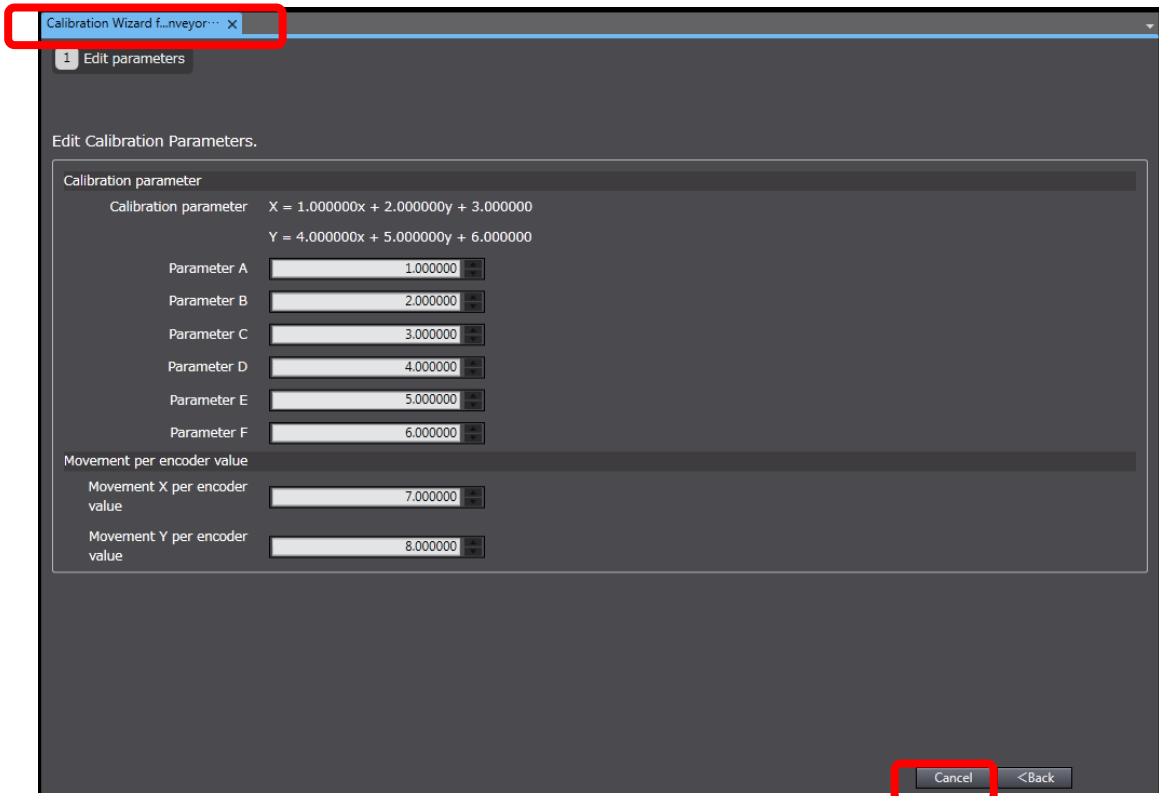 Calibration Wizard f...nveyor...
1 Edit parameters
Edit Calibration Parameters.
Calibration parameter
Calibration parameter X = 1.000000x + 2.000000y + 3.000000
Y = 4.000000x + 5.000000y + 6.000000
Parameter A 1.000000
Parameter B 2.000000
Parameter C 3.000000
Parameter D 4.000000
Parameter E 5.000000
Parameter F 6.000000
Movement per encoder value
Movement X per encoder
value
7.000000
Movement Y per encoder
value
8.000000
Cancel <Back